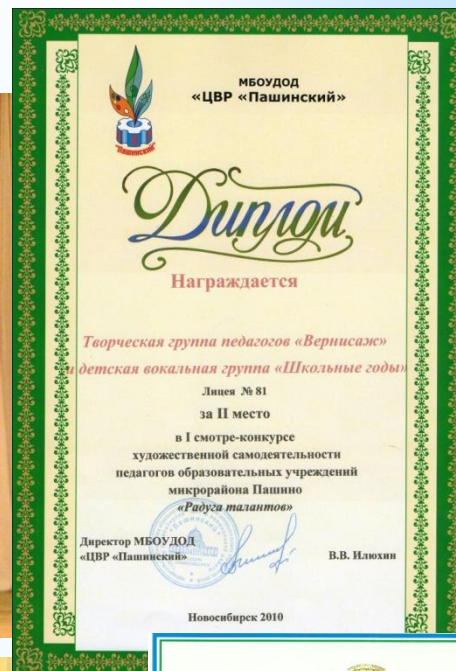 МБОУДОД
«ЦВР «Пашинский»
"Пашинский"
Диплом
Награждается
Творческая группа педагогов «Вернисаж»
и детская вокальная группа «Школьные годы»
Лицея № 81
за II место
в I смотре-конкурсе
художественной самодеятельности
педагогов образовательных учреждений
микрорайона Пашино
«Радуга талантов»
Директор МБОУДОД
«ЦВР «Пашинский»
В.В. Илюхин
Новосибирск 2010